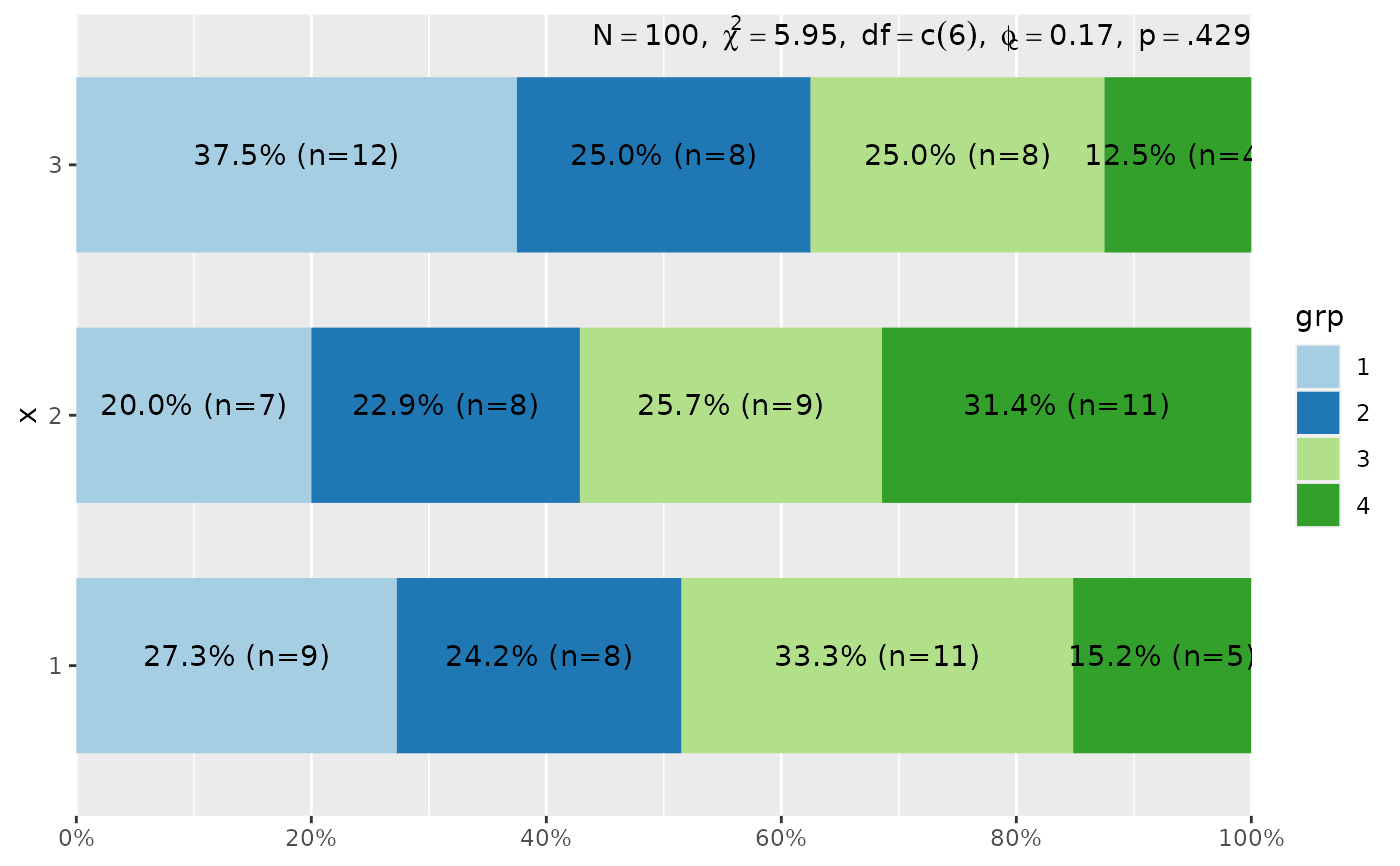 N = 100, χ² = 5.95, df = c(6), ϕc = 0.17, p = .429
37.5% (n=12) 25.0% (n=8) 25.0% (n=8) 12.5% (n=4
3
20.0% (n=7) 22.9% (n=8) 25.7% (n=9) 31.4% (n=11)
x 2
27.3% (n=9) 24.2% (n=8) 33.3% (n=11) 15.2% (n=5)
1
0% 20% 40% 60% 80% 100%
grp
1
2
3
4